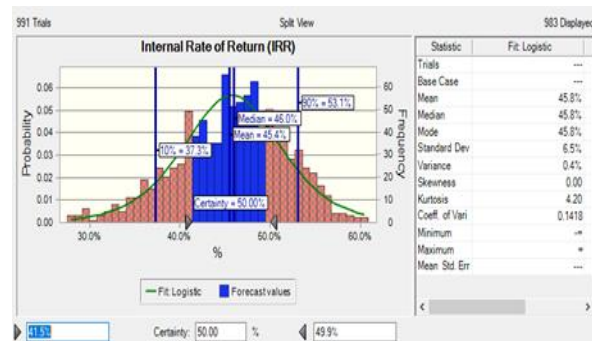 991 Trials Split View 983 Displayed
Internal Rate of Return (IRR)
Probability
0.06
0.05
0.04
0.03
0.02
0.01
0.00
90% = 53.1%
Median = 46.0%
Mean = 45.4%
10% = 37.3%
Certainty = 50.00%
60
50
40
30
20
10
0
Frequency
30.0% 40.0% 50.0% 60.0%
%
Fit: Logistic Forecast values
Statistic Fit: Logistic
Trials ---
Base Case ---
Mean 45.8%
Median 45.8%
Mode 45.8%
Standard Dev 6.5%
Variance 0.4%
Skewness 0.00
Kurtosis 4.20
Coeff. of Vari 0.1418
Minimum -∞
Maximum ∞
Mean Std. Err ---
41.5% Certainty: 50.00 % 49.9%